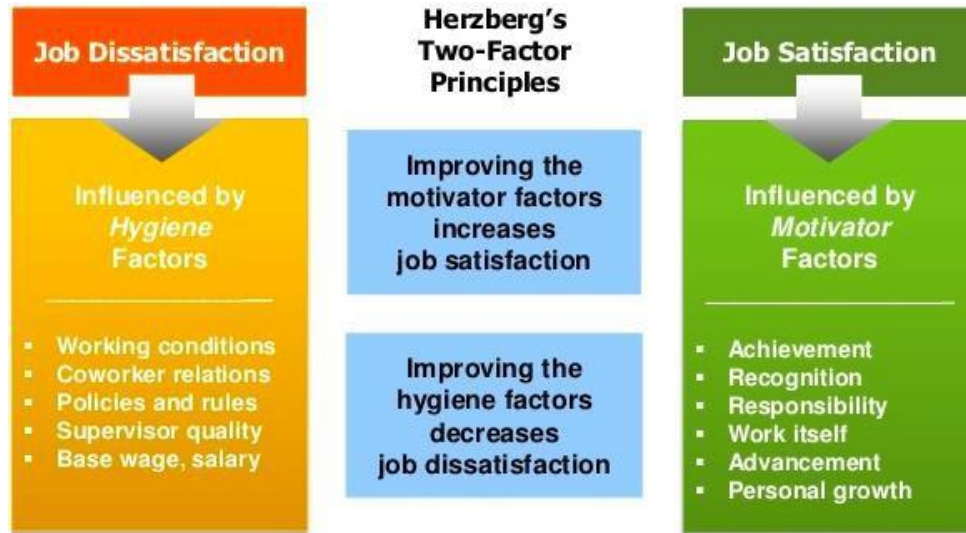 Job Dissatisfaction
Influenced by
Hygiene
Factors
▪ Working conditions
▪ Coworker relations
▪ Policies and rules
▪ Supervisor quality
▪ Base wage, salary
Herzberg's
Two-Factor
Principles
Improving the
motivator factors
increases
job satisfaction
Improving the
hygiene factors
decreases
job dissatisfaction
Job Satisfaction
Influenced by
Motivator
Factors
▪ Achievement
▪ Recognition
▪ Responsibility
▪ Work itself
▪ Advancement
▪ Personal growth